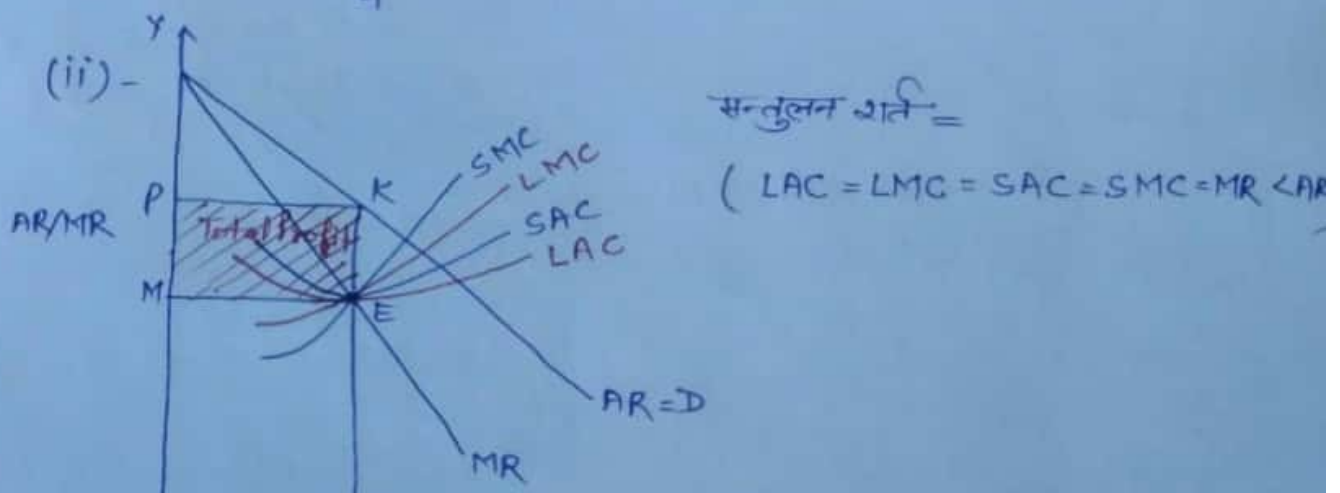 Y
(ii)-
सन्तुलन शर्त =
SMC
LMC
( LAC = LMC = SAC = SMC = MR < AR
P
K
SAC
AR/MR
Total Profit
LAC
M
E
AR = D
MR